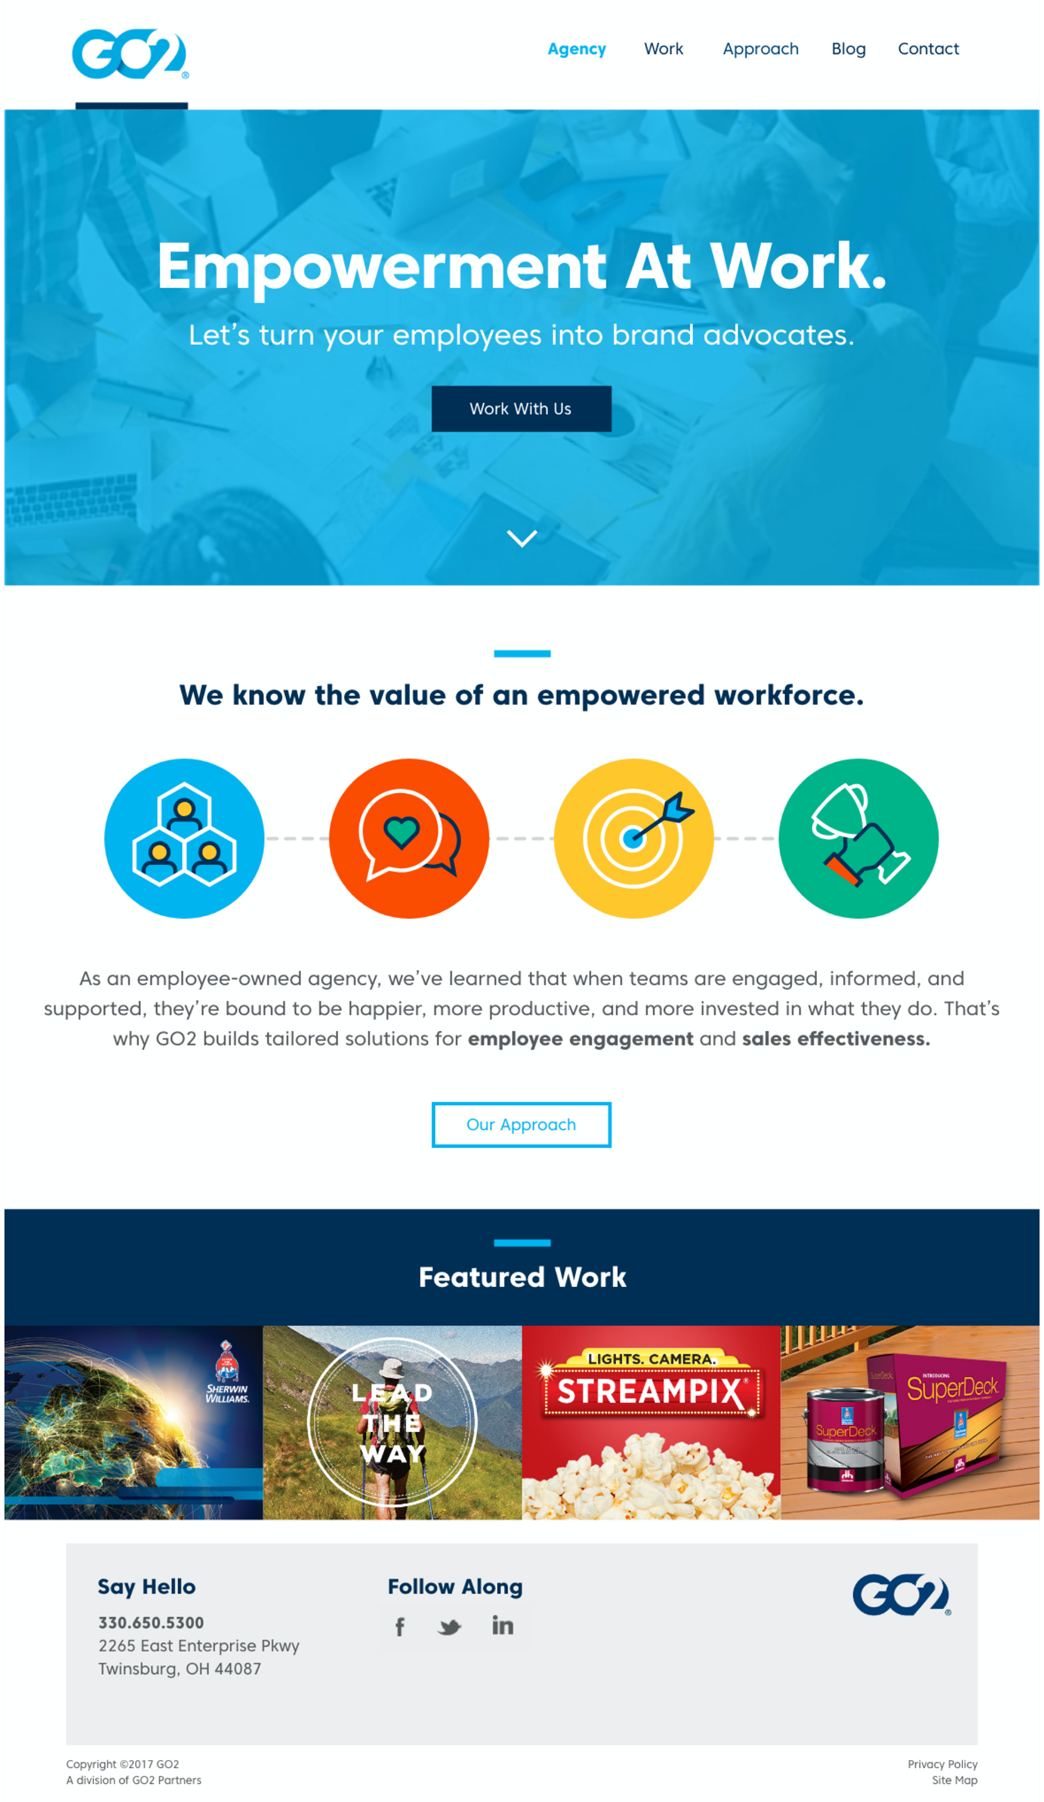 GO2®
Agency Work Approach Blog Contact
Empowerment At Work.
Let's turn your employees into brand advocates.
Work With Us
We know the value of an empowered workforce.
As an employee-owned agency, we've learned that when teams are engaged, informed, and
supported, they're bound to be happier, more productive, and more invested in what they do. That's
why GO2 builds tailored solutions for employee engagement and sales effectiveness.
Our Approach
Featured Work
SHERWIN
WILLIAMS.
LEAD
THE
WAY
LIGHTS. CAMERA.
STREAMPIX®
SuperDeck
INTRODUCING
SuperDeck
Say Hello
330.650.5300
2265 East Enterprise Pkwy
Twinsburg, OH 44087
Follow Along
f in
GO2®
Copyright ©2017 GO2
A division of GO2 Partners
Privacy Policy
Site Map